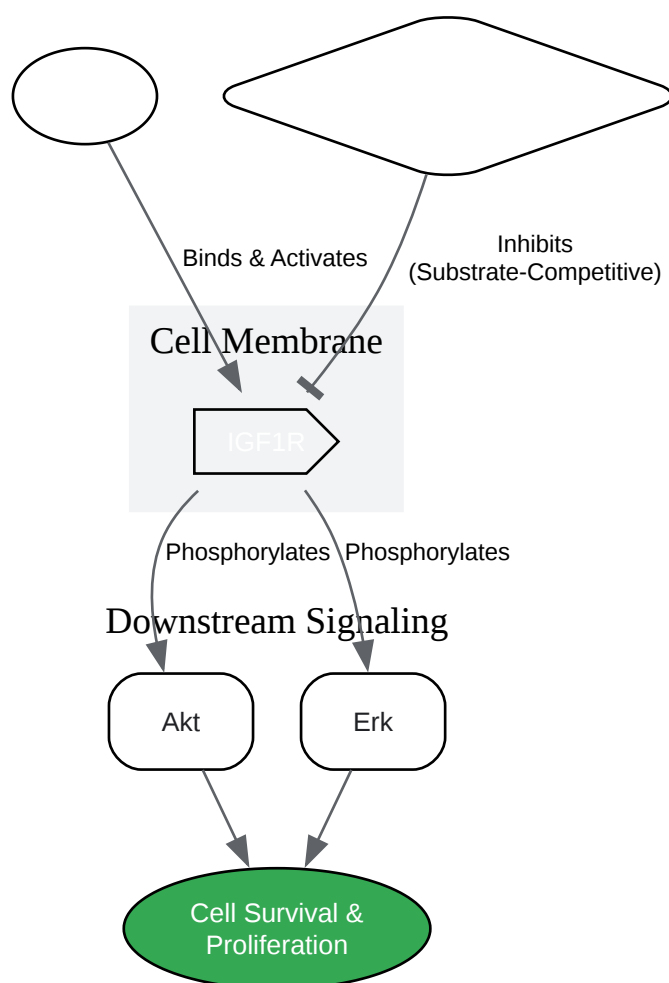 Binds & Activates
Inhibits
(Substrate-Competitive)
Cell Membrane
IGF1R
Phosphorylates
Phosphorylates
Downstream Signaling
Akt
Erk
Cell Survival &
Proliferation